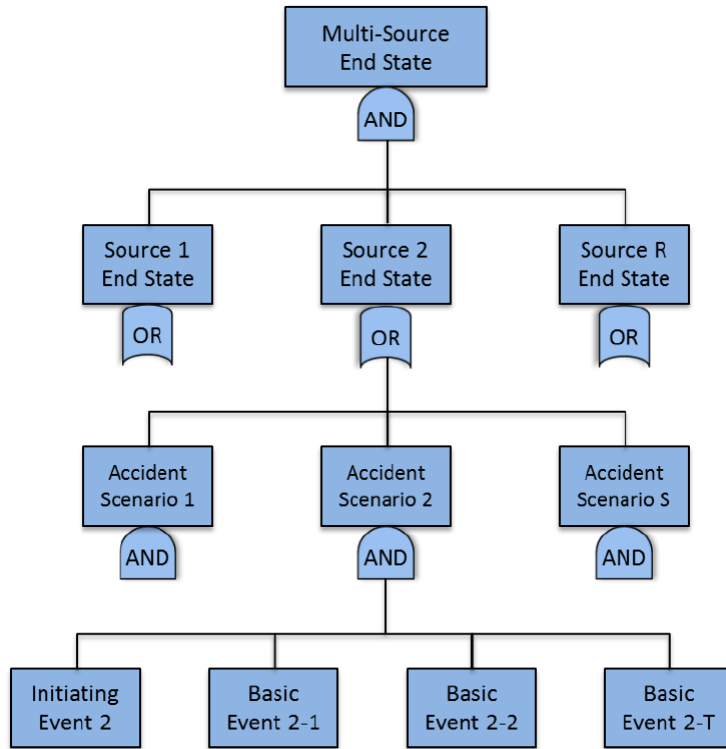 Multi-Source
End State
AND
Source 1
End State
Source 2
End State
Source R
End State
OR
OR
OR
Accident
Scenario 1
Accident
Scenario 2
Accident
Scenario S
AND
AND
AND
Initiating
Event 2
Basic
Event 2-1
Basic
Event 2-2
Basic
Event 2-T